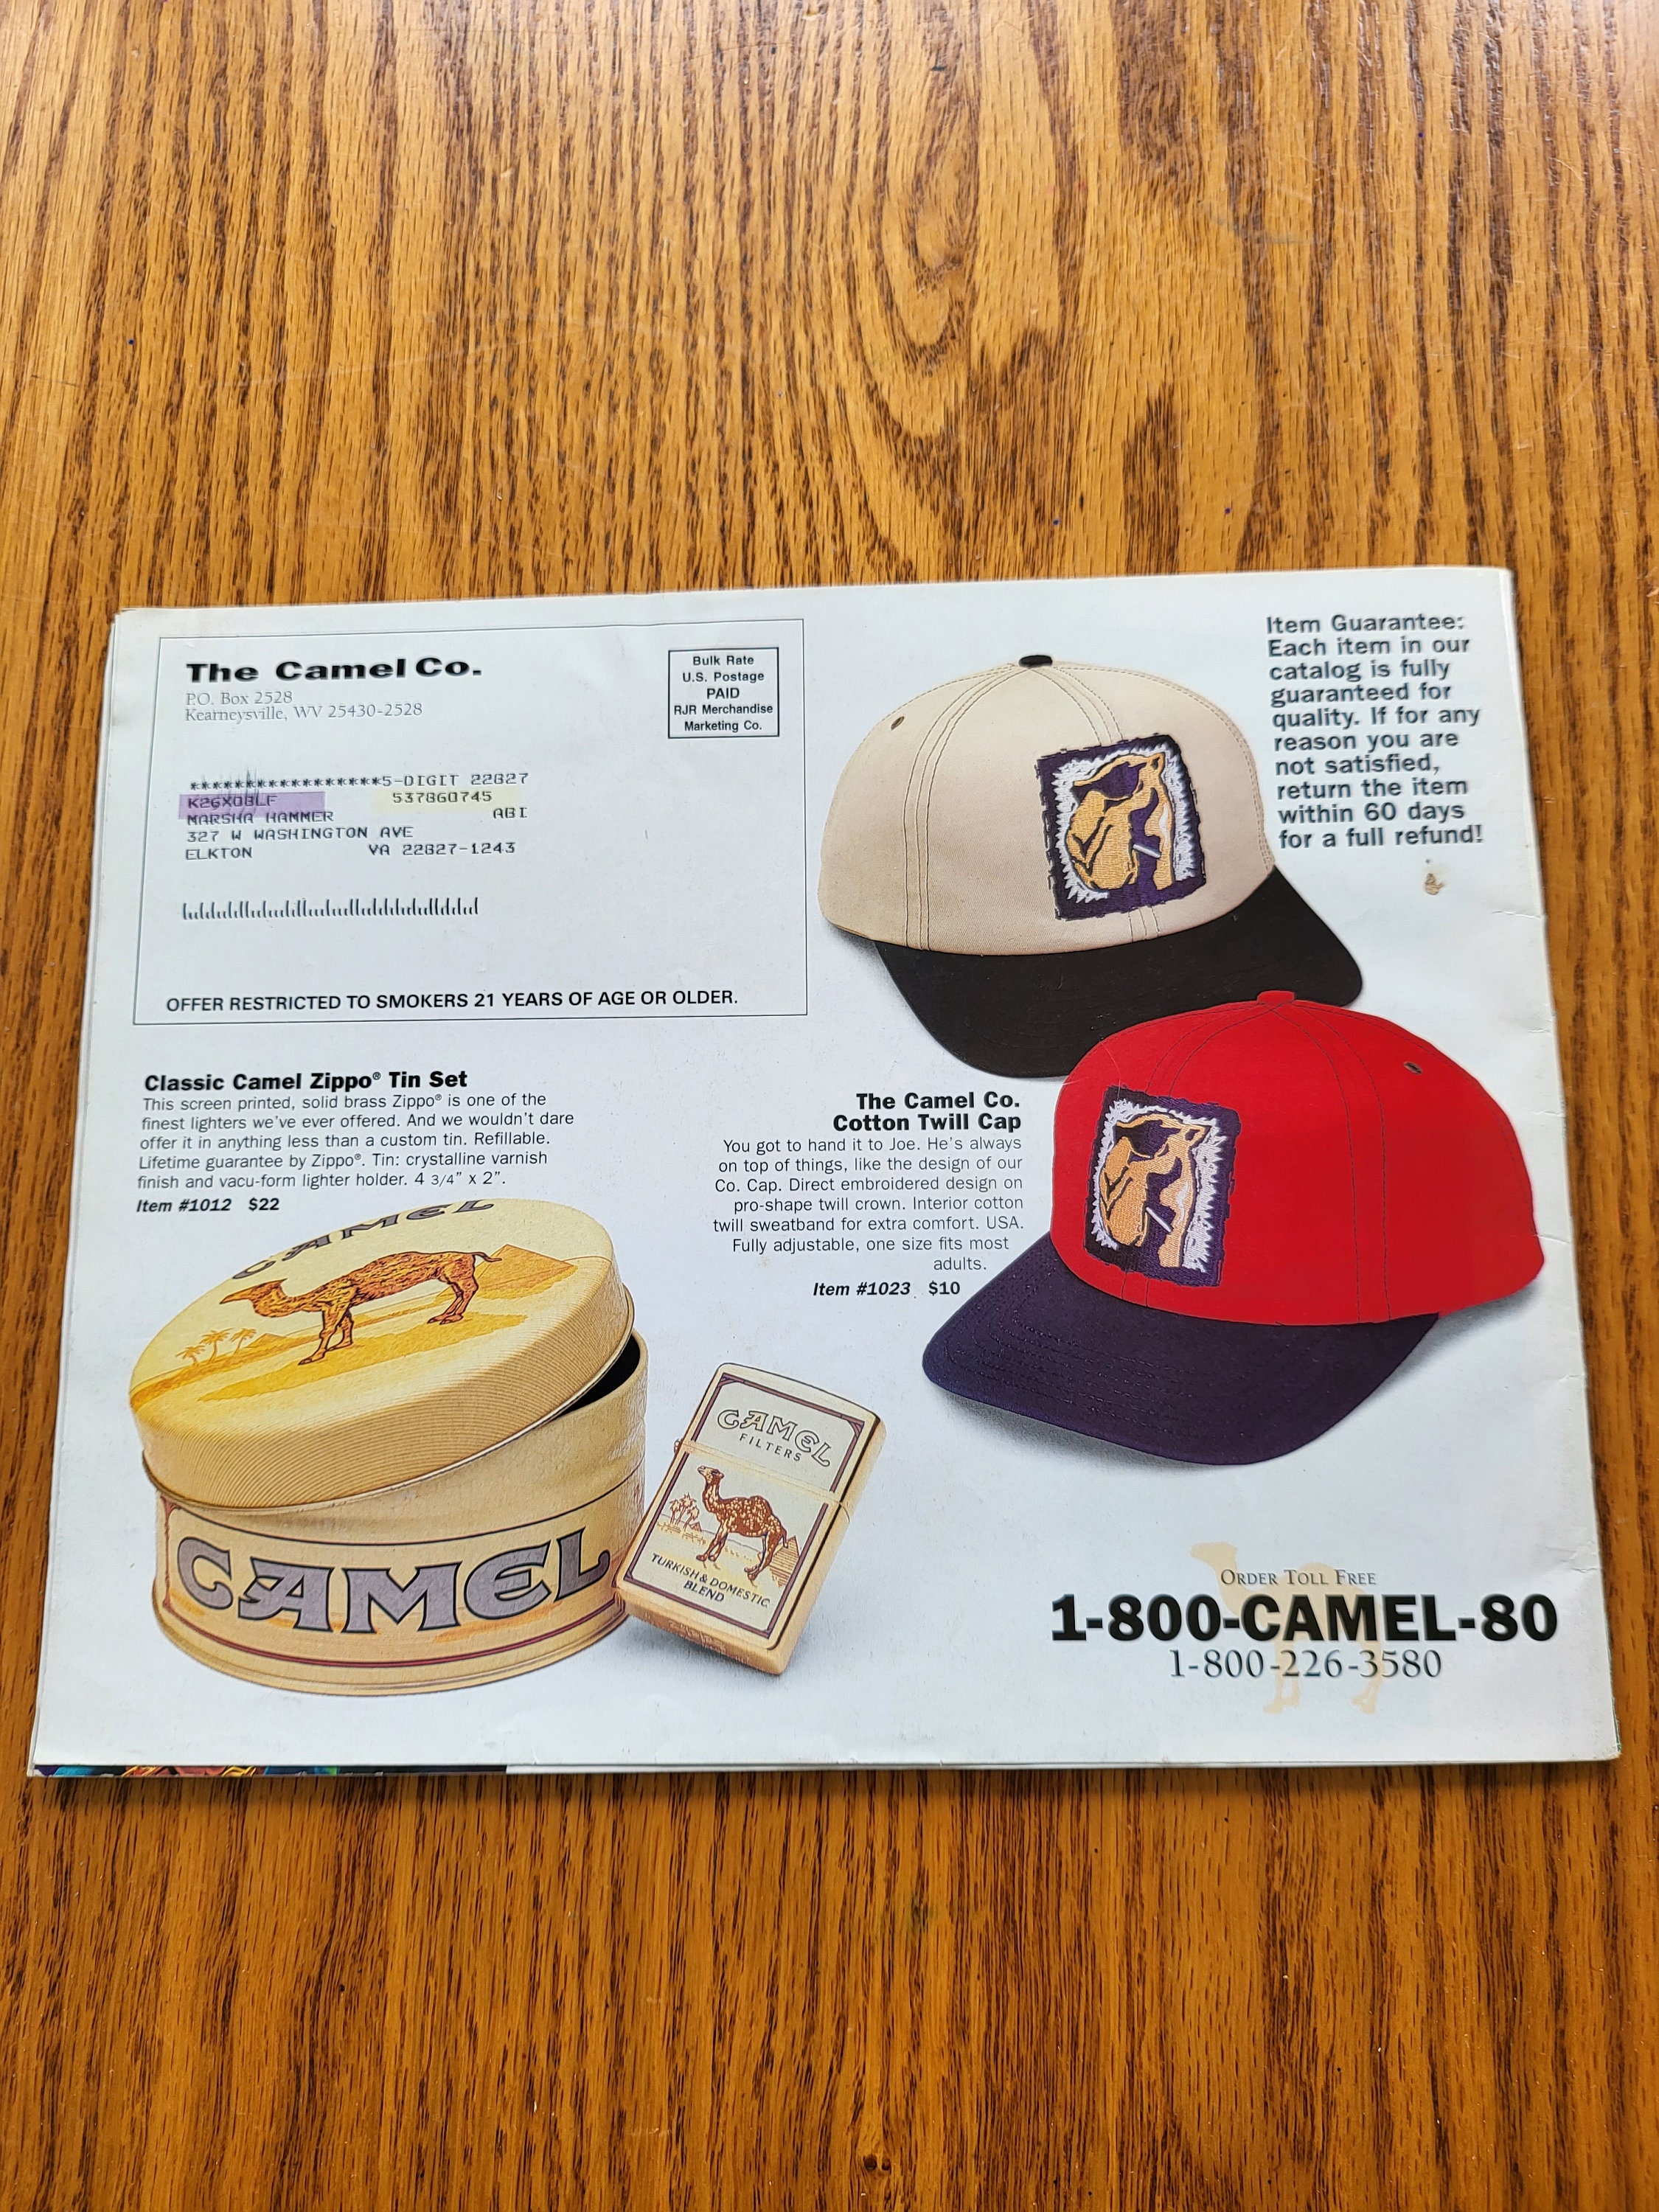 The Camel Co.
P.O. Box 2528
Kearneysville, WV 25430-2528
Bulk Rate
U.S. Postage
PAID
RJR Merchandise
Marketing Co.
*****************5-DIGIT 22827
K26X0BLF 537860745
MARSHA HAMMER ABI
327 W WASHINGTON AVE
ELKTON VA 22827-1243
OFFER RESTRICTED TO SMOKERS 21 YEARS OF AGE OR OLDER.
Item Guarantee:
Each item in our
catalog is fully
guaranteed for
quality. If for any
reason you are
not satisfied,
return the item
within 60 days
for a full refund!
Classic Camel Zippo® Tin Set
This screen printed, solid brass Zippo® is one of the
finest lighters we've ever offered. And we wouldn't dare
offer it in anything less than a custom tin. Refillable.
Lifetime guarantee by Zippo®. Tin: crystalline varnish
finish and vacu-form lighter holder. 4 3/4" x 2".
Item #1012 $22
The Camel Co.
Cotton Twill Cap
You got to hand it to Joe. He's always
on top of things, like the design of our
Co. Cap. Direct embroidered design on
pro-shape twill crown. Interior cotton
twill sweatband for extra comfort. USA.
Fully adjustable, one size fits most
adults.
Item #1023 $10
CAMEL
CAMEL
CAMEL
FILTERS
TURKISH & DOMESTIC
BLEND
ORDER TOLL FREE
1-800-CAMEL-80
1-800-226-3580